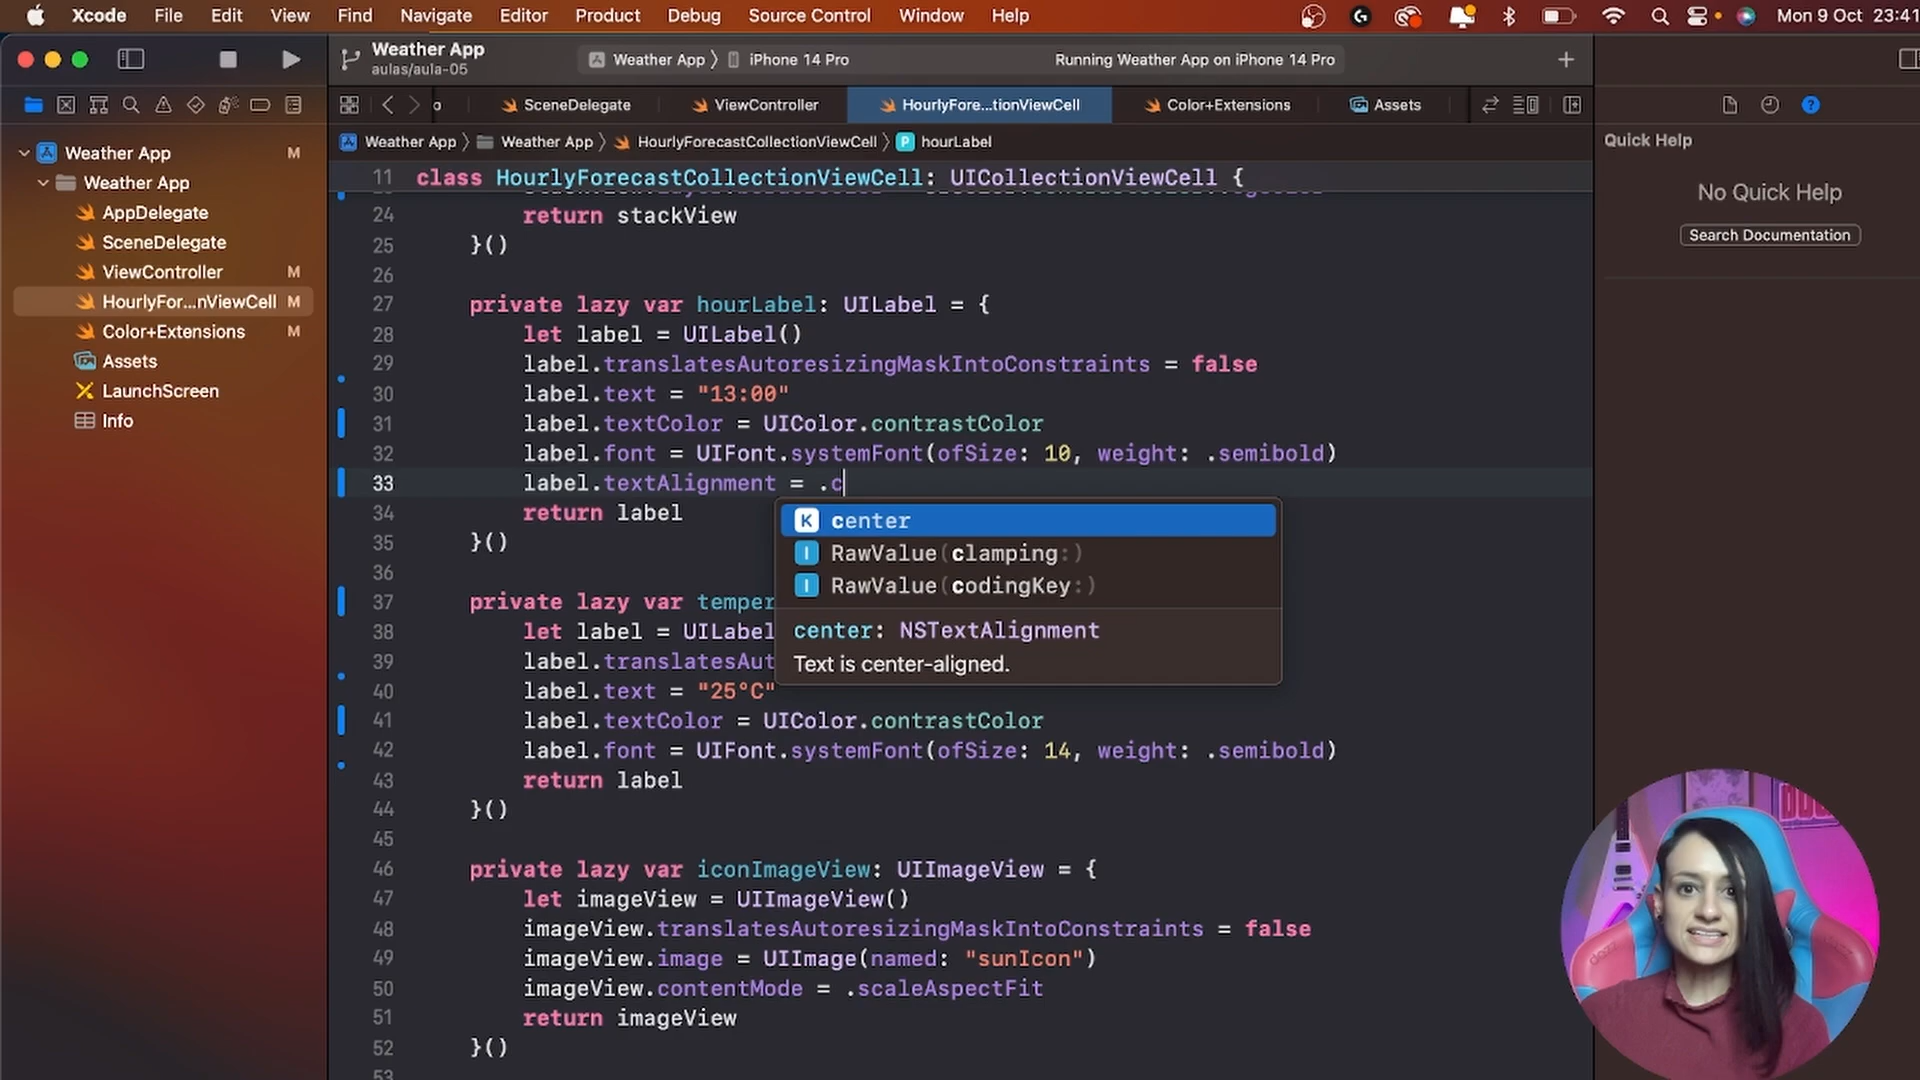 Xcode File Edit View Find Navigate Editor Product Debug Source Control Window Help Mon 9 Oct 23:41
Weather App
aulas/aula-05
Weather App iPhone 14 Pro Running Weather App on iPhone 14 Pro
SceneDelegate ViewController HourlyFore...tionViewCell Color+Extensions Assets
Weather App Weather App HourlyForecastCollectionViewCell hourLabel
Weather App M
Weather App
AppDelegate
SceneDelegate
ViewController M
HourlyFor...nViewCell M
Color+Extensions M
Assets
LaunchScreen
Info
11 class HourlyForecastCollectionViewCell: UICollectionViewCell {
24 return stackView
25 }()
26
27 private lazy var hourLabel: UILabel = {
28 let label = UILabel()
29 label.translatesAutoresizingMaskIntoConstraints = false
30 label.text = "13:00"
31 label.textColor = UIColor.contrastColor
32 label.font = UIFont.systemFont(ofSize: 10, weight: .semibold)
33 label.textAlignment = .c
34 return label
35 }()
36
37 private lazy var temper
38 let label = UILabel
39 label.translatesAut
40 label.text = "25°C"
41 label.textColor = UIColor.contrastColor
42 label.font = UIFont.systemFont(ofSize: 14, weight: .semibold)
43 return label
44 }()
45
46 private lazy var iconImageView: UIImageView = {
47 let imageView = UIImageView()
48 imageView.translatesAutoresizingMaskIntoConstraints = false
49 imageView.image = UIImage(named: "sunIcon")
50 imageView.contentMode = .scaleAspectFit
51 return imageView
52 }()
53
K center
I RawValue(clamping:)
I RawValue(codingKey:)
center: NSTextAlignment
Text is center-aligned.
Quick Help
No Quick Help
Search Documentation